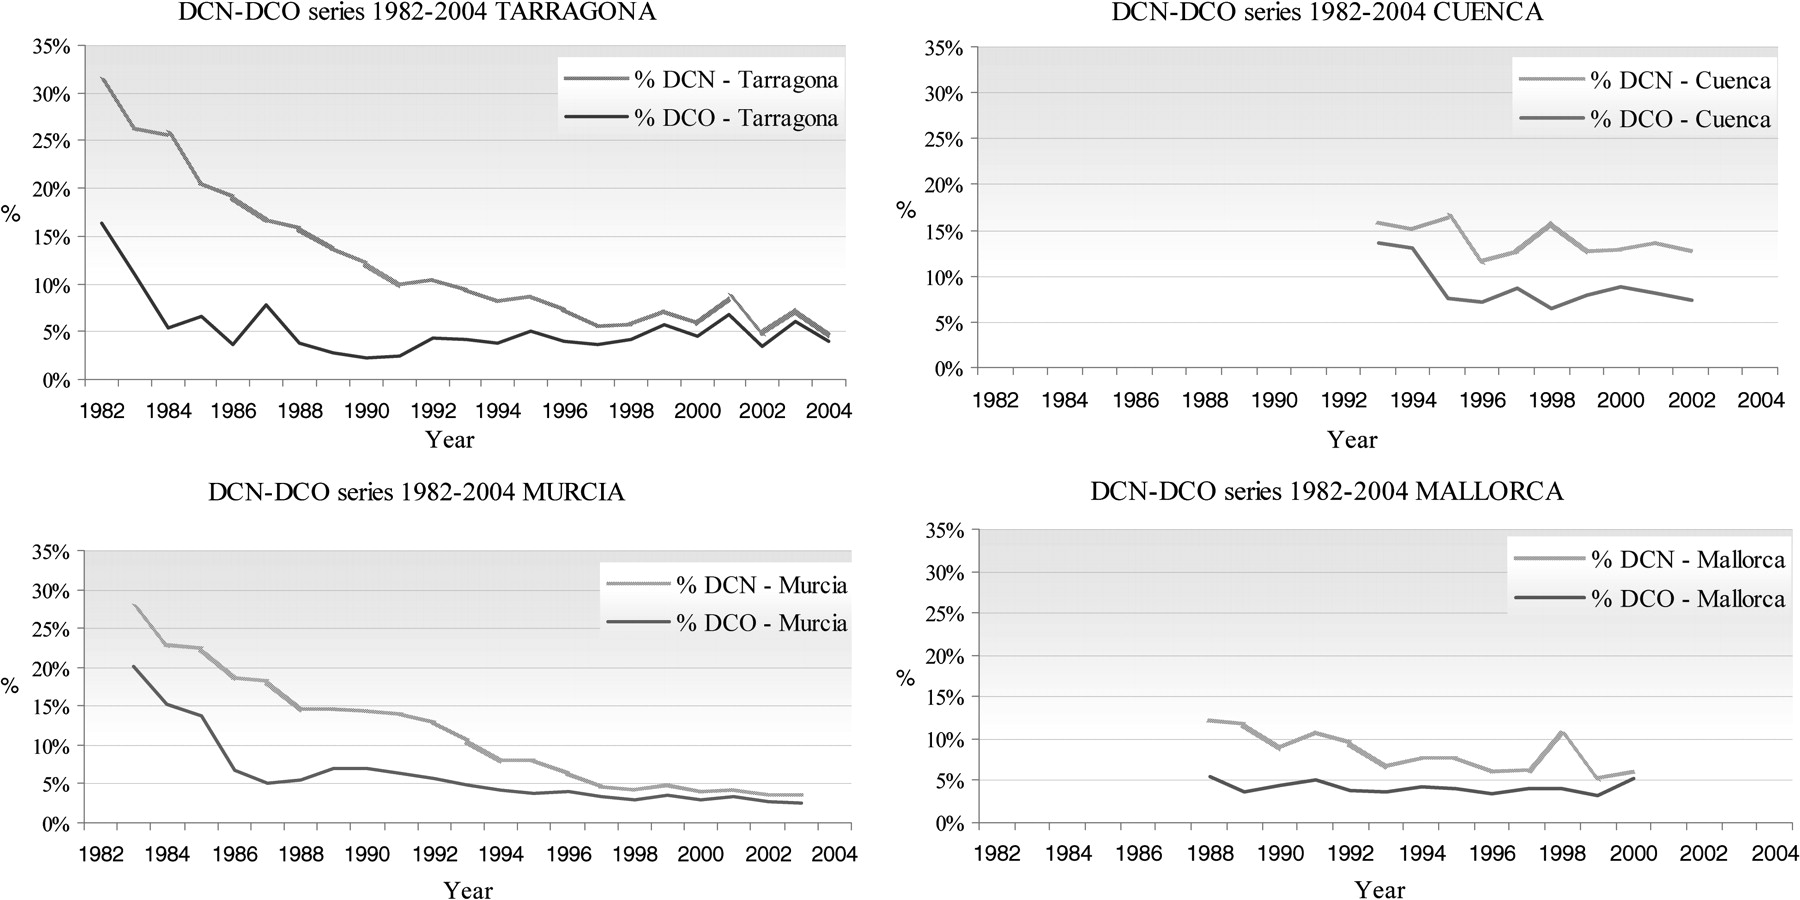 DCN-DCO series 1982-2004 TARRAGONA
35%
30%
25%
20%
15%
10%
5%
0%
%
% DCN - Tarragona
% DCO - Tarragona
1982 1984 1986 1988 1990 1992 1994 1996 1998 2000 2002 2004
Year
DCN-DCO series 1982-2004 CUENCA
35%
30%
25%
20%
15%
10%
5%
0%
%
% DCN - Cuenca
% DCO - Cuenca
1982 1984 1986 1988 1990 1992 1994 1996 1998 2000 2002 2004
Year
DCN-DCO series 1982-2004 MURCIA
35%
30%
25%
20%
15%
10%
5%
0%
%
% DCN - Murcia
% DCO - Murcia
1982 1984 1986 1988 1990 1992 1994 1996 1998 2000 2002 2004
Year
DCN-DCO series 1982-2004 MALLORCA
35%
30%
25%
20%
15%
10%
5%
0%
%
% DCN - Mallorca
% DCO - Mallorca
1982 1984 1986 1988 1990 1992 1994 1996 1998 2000 2002 2004
Year